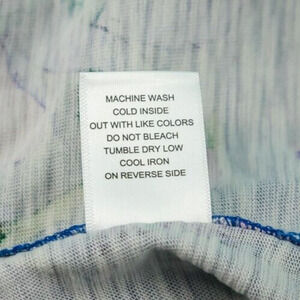 MACHINE WASH
COLD INSIDE
OUT WITH LIKE COLORS
DO NOT BLEACH
TUMBLE DRY LOW
COOL IRON
ON REVERSE SIDE